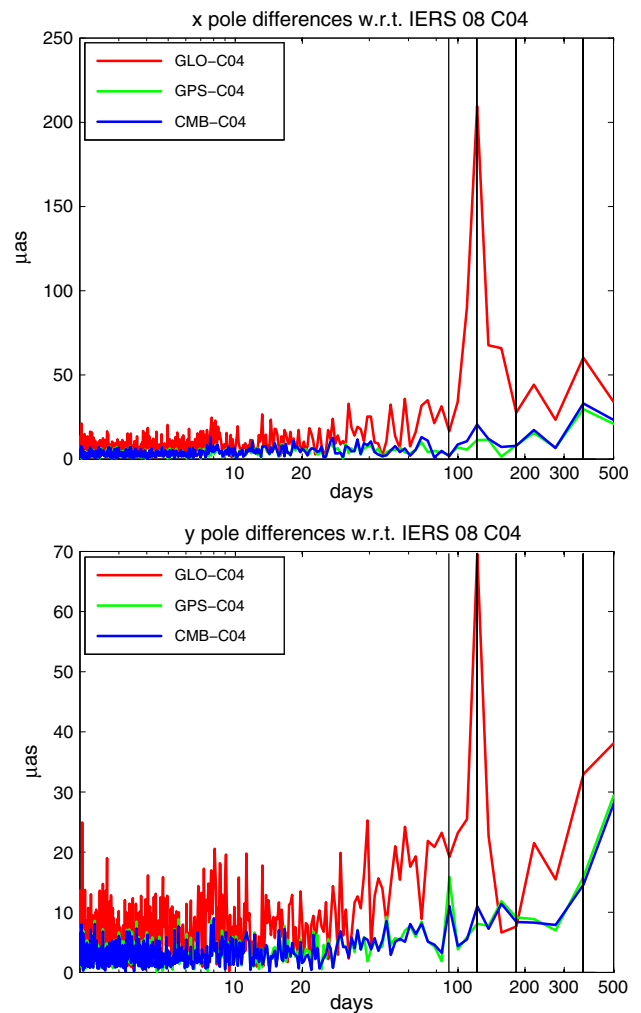 x pole differences w.r.t. IERS 08 C04
250
200
150
100
50
0
µas
GLO−C04
GPS−C04
CMB−C04
10 20 100 200 300 500
days
y pole differences w.r.t. IERS 08 C04
70
60
50
40
30
20
10
0
µas
GLO−C04
GPS−C04
CMB−C04
10 20 100 200 300 500
days